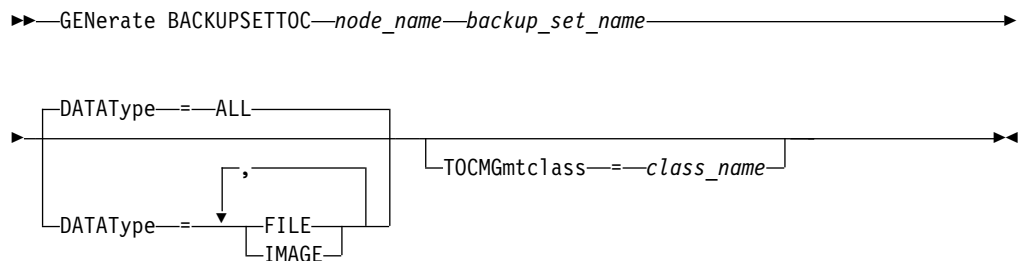 GENerate BACKUPSETTOC node_name backup_set_name
DATAType = ALL
TOCMGmtclass = class_name
,
DATAType = FILE
IMAGE